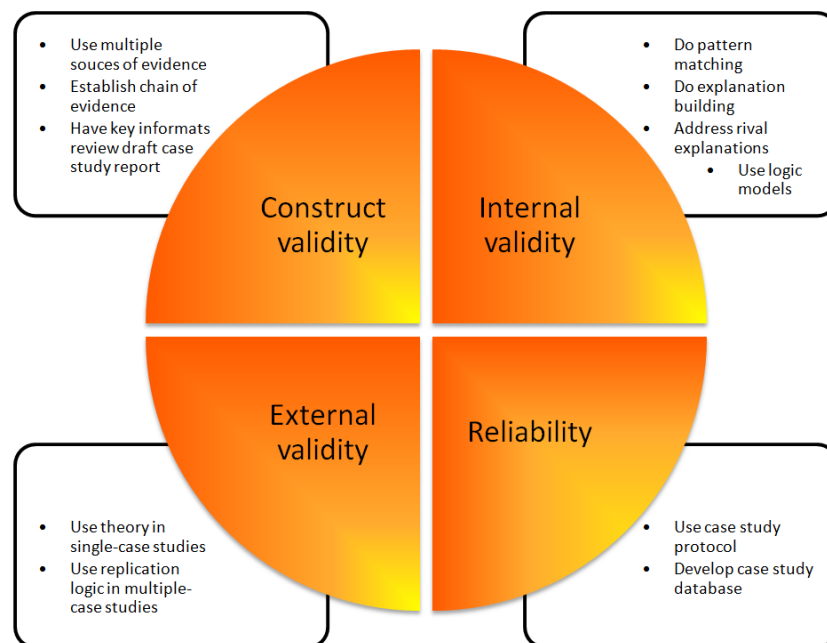 • Use multiple
souces of evidence
• Establish chain of
evidence
• Have key informats
review draft case
study report
• Do pattern
matching
• Do explanation
building
• Address rival
explanations
• Use logic
models
Construct
validity
Internal
validity
External
validity
Reliability
• Use theory in
single-case studies
• Use replication
logic in multiple-
case studies
• Use case study
protocol
• Develop case study
database